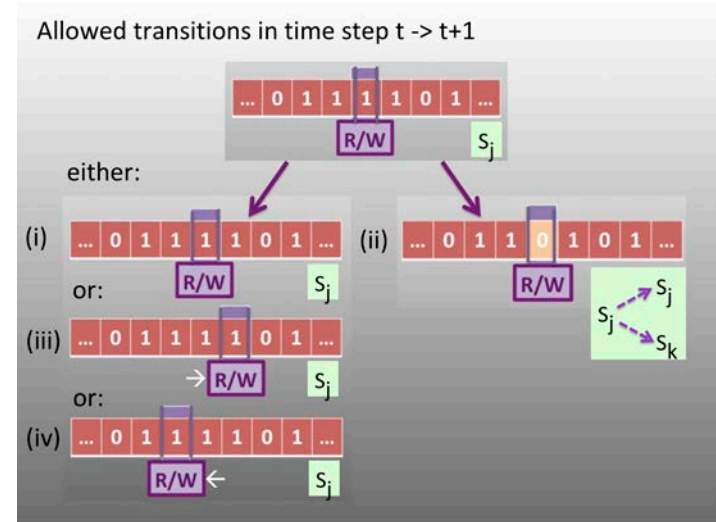 Allowed transitions in time step t -> t+1
... 0 1 1 1 1 0 1 ...
R/W
Sj
either:
(i) ... 0 1 1 1 1 0 1 ...
R/W
Sj
(ii) ... 0 1 1 0 1 0 1 ...
R/W
Sj
Sj
Sk
or:
(iii) ... 0 1 1 1 1 0 1 ...
→ R/W
Sj
or:
(iv) ... 0 1 1 1 1 0 1 ...
R/W ←
Sj